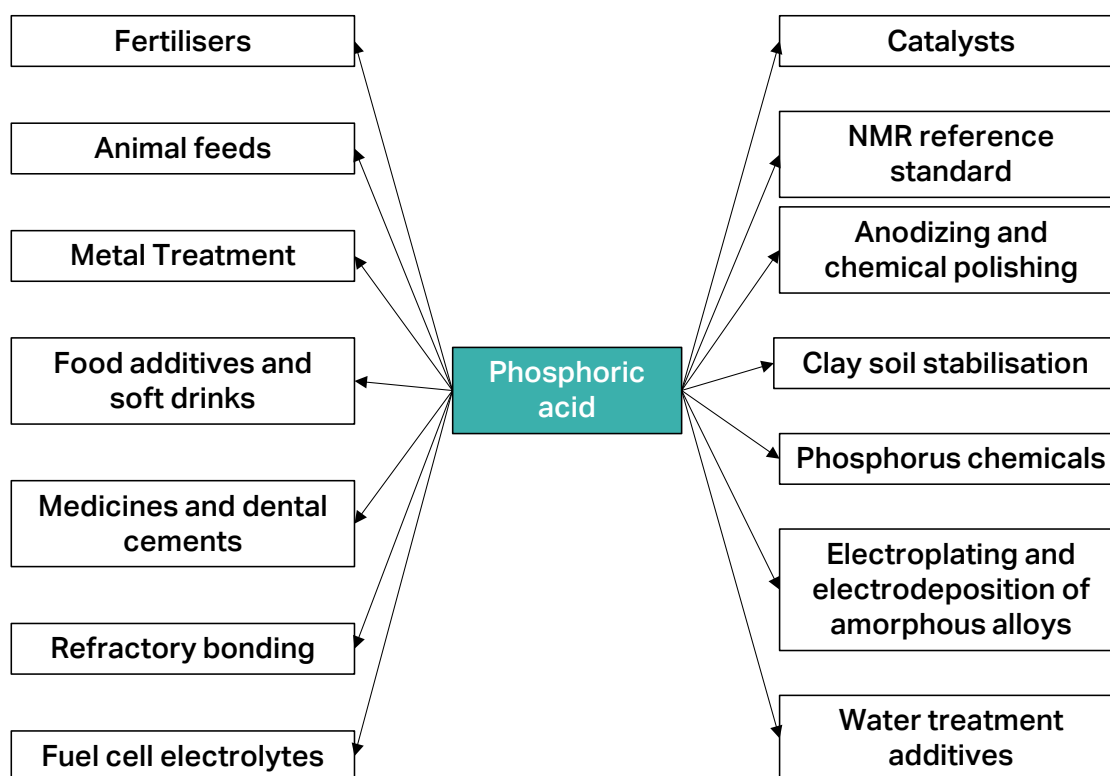 Fertilisers
Animal feeds
Metal Treatment
Food additives and
soft drinks
Medicines and dental
cements
Refractory bonding
Fuel cell electrolytes
Phosphoric
acid
Catalysts
NMR reference
standard
Anodizing and
chemical polishing
Clay soil stabilisation
Phosphorus chemicals
Electroplating and
electrodeposition of
amorphous alloys
Water treatment
additives